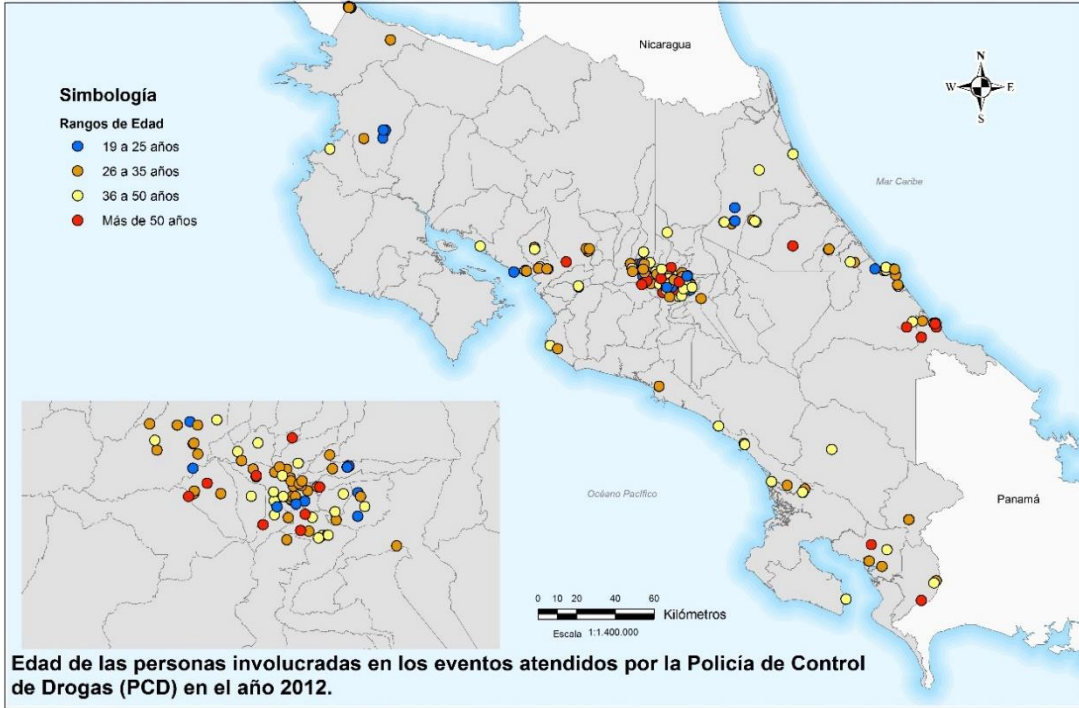 Nicaragua
N
W E
S
Simbología
Rangos de Edad
19 a 25 años
26 a 35 años
36 a 50 años
Más de 50 años
Mar Caribe
Océano Pacífico
Panamá
0 10 20 40 60
Kilómetros
Escala 1:1.400.000
Edad de las personas involucradas en los eventos atendidos por la Policía de Control
de Drogas (PCD) en el año 2012.